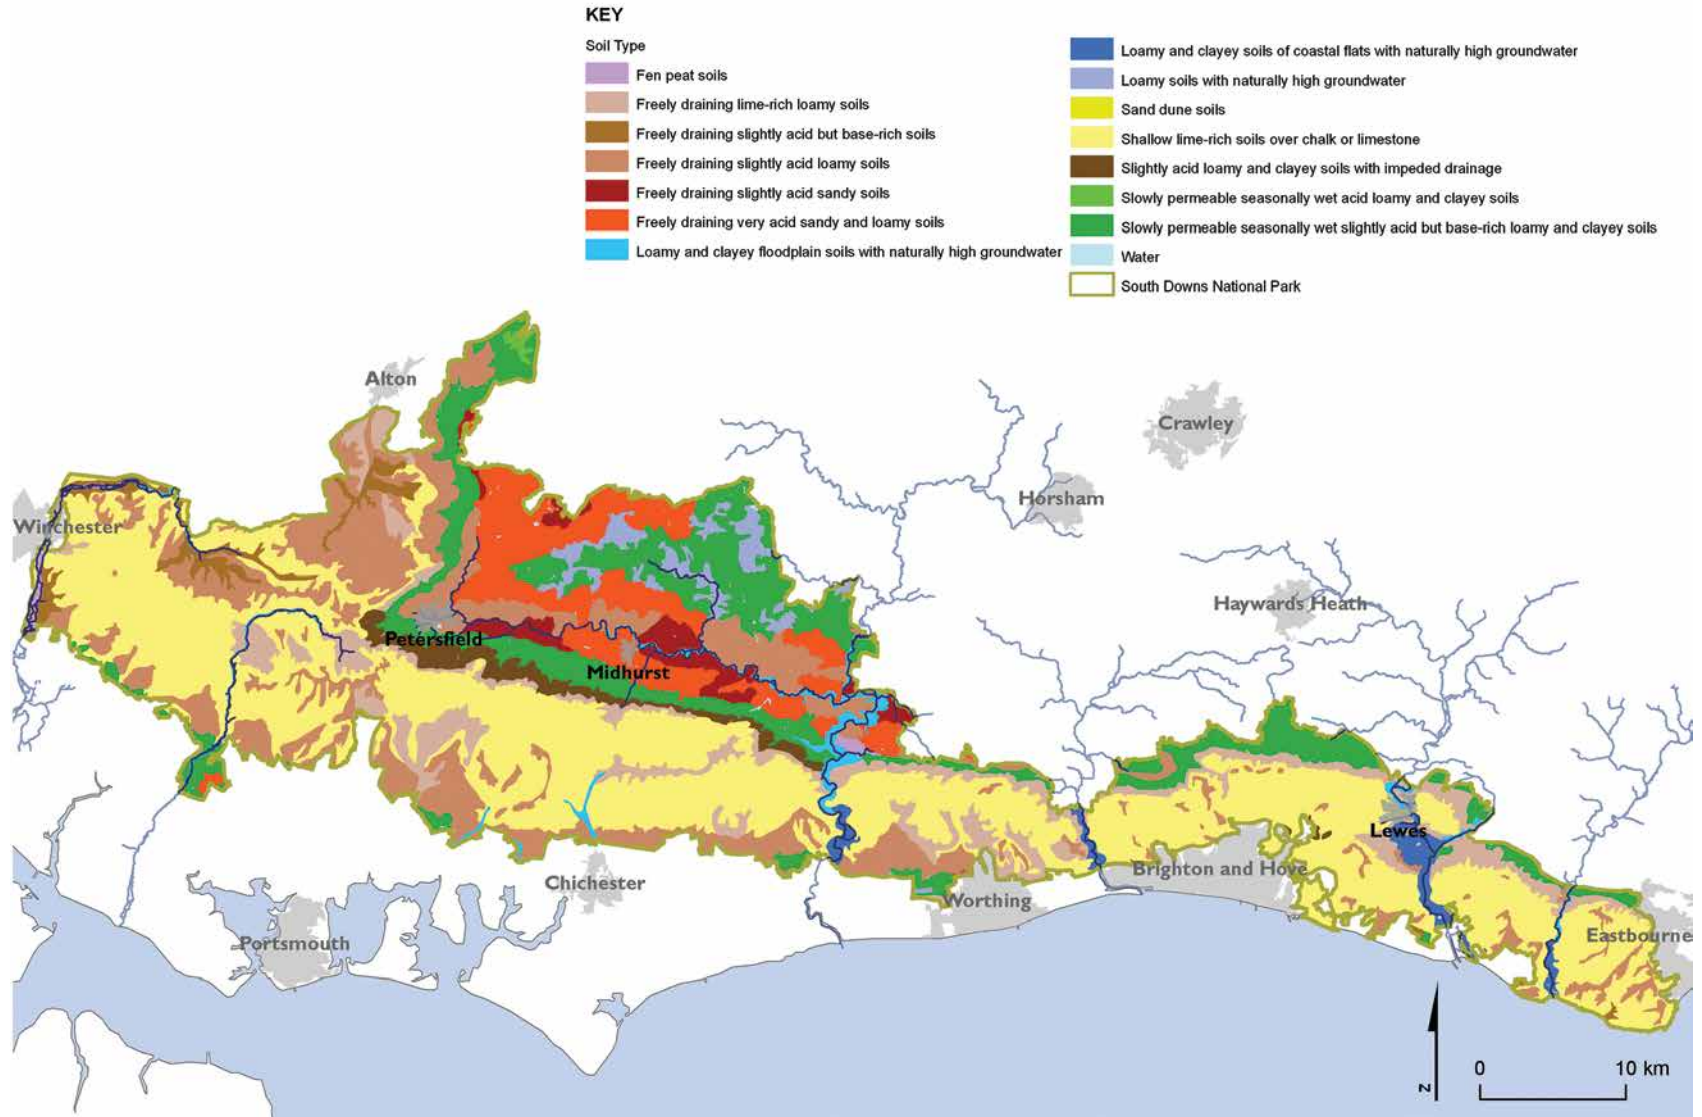 KEY
Soil Type
Fen peat soils
Freely draining lime-rich loamy soils
Freely draining slightly acid but base-rich soils
Freely draining slightly acid loamy soils
Freely draining slightly acid sandy soils
Freely draining very acid sandy and loamy soils
Loamy and clayey floodplain soils with naturally high groundwater
Loamy and clayey soils of coastal flats with naturally high groundwater
Loamy soils with naturally high groundwater
Sand dune soils
Shallow lime-rich soils over chalk or limestone
Slightly acid loamy and clayey soils with impeded drainage
Slowly permeable seasonally wet acid loamy and clayey soils
Slowly permeable seasonally wet slightly acid but base-rich loamy and clayey soils
Water
South Downs National Park
Alton
Crawley
Horsham
Winchester
Haywards Heath
Petersfield
Midhurst
Lewes
Brighton and Hove
Chichester
Worthing
Portsmouth
Eastbourne
N
0 10 km